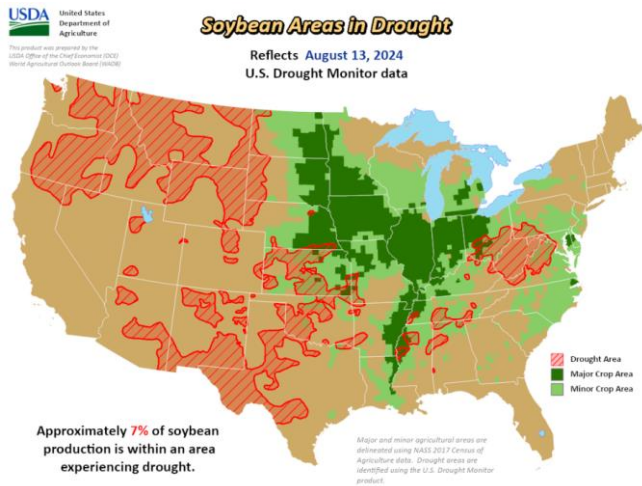 USDA
United States
Department of
Agriculture
This product was prepared by the
USDA Office of the Chief Economist (OCE)
World Agricultural Outlook Board (WAOB)
Soybean Areas in Drought
Reflects August 13, 2024
U.S. Drought Monitor data
Drought Area
Major Crop Area
Minor Crop Area
Approximately 7% of soybean
production is within an area
experiencing drought.
Major and minor agricultural areas are
delineated using NASS 2017 Census of
Agriculture data. Drought areas are
identified using the U.S. Drought Monitor
product.